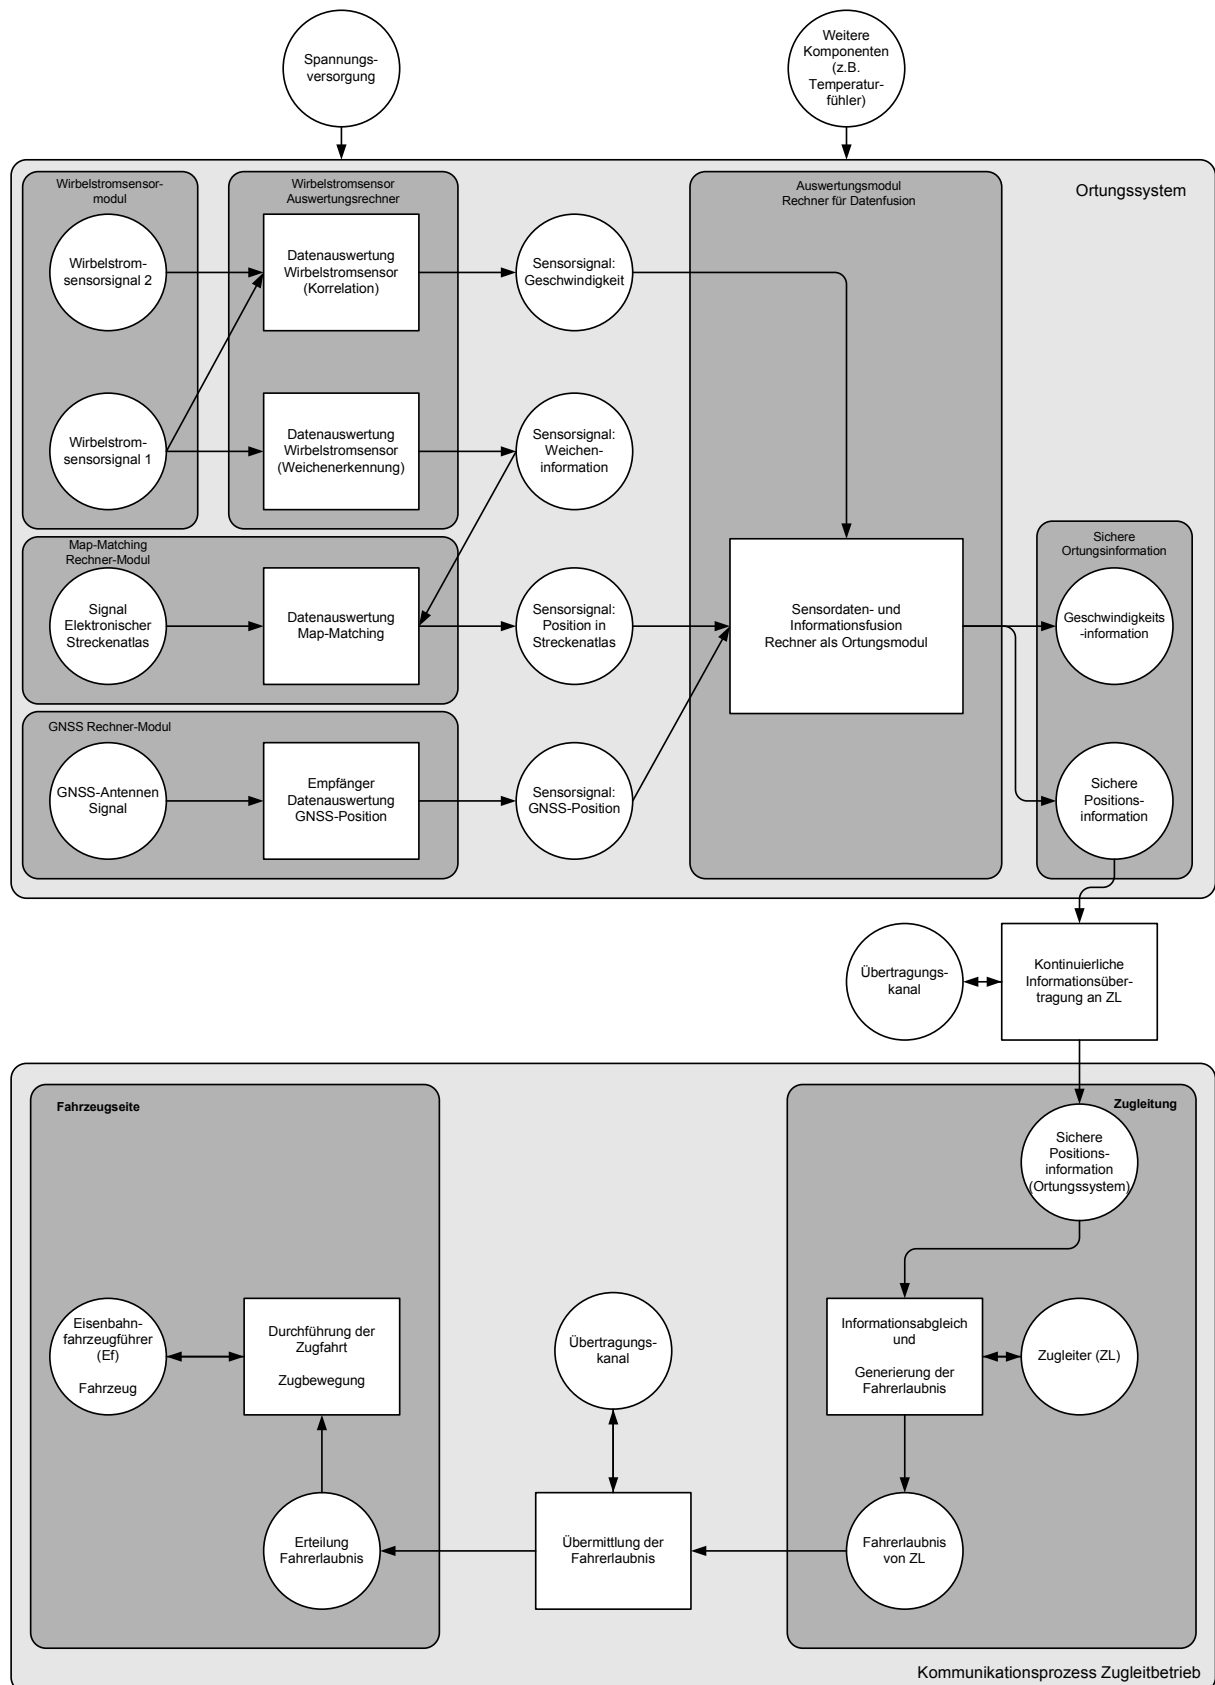 Spannungs-
versorgung
Weitere
Komponenten
(z.B.
Temperatur-
fühler)
Ortungssystem
Wirbelstromsensor-
modul
Wirbelstromsensor
Auswertungsrechner
Auswertungsmodul
Rechner für Datenfusion
Wirbelstrom-
sensorsignal 2
Datenauswertung
Wirbelstromsensor
(Korrelation)
Sensorsignal:
Geschwindigkeit
Wirbelstrom-
sensorsignal 1
Datenauswertung
Wirbelstromsensor
(Weichenerkennung)
Sensorsignal:
Weichen-
information
Map-Matching
Rechner-Modul
Signal
Elektronischer
Streckenatlas
Datenauswertung
Map-Matching
Sensorsignal:
Position in
Streckenatlas
Sensordaten- und
Informationsfusion
Rechner als Ortungsmodul
Sichere
Ortungsinformation
Geschwindigkeits
-information
GNSS Rechner-Modul
GNSS-Antennen
Signal
Empfänger
Datenauswertung
GNSS-Position
Sensorsignal:
GNSS-Position
Sichere
Positions-
information
Übertragungs-
kanal
Kontinuierliche
Informationsüber-
tragung an ZL
Fahrzeugseite
Zugleitung
Sichere
Positions-
information
(Ortungssystem)
Eisenbahn-
fahrzeugführer
(Ef)
Fahrzeug
Durchführung der
Zugfahrt
Zugbewegung
Übertragungs-
kanal
Informationsabgleich
und
Generierung der
Fahrerlaubnis
Zugleiter (ZL)
Erteilung
Fahrerlaubnis
Übermittlung der
Fahrerlaubnis
Fahrerlaubnis
von ZL
Kommunikationsprozess Zugleitbetrieb